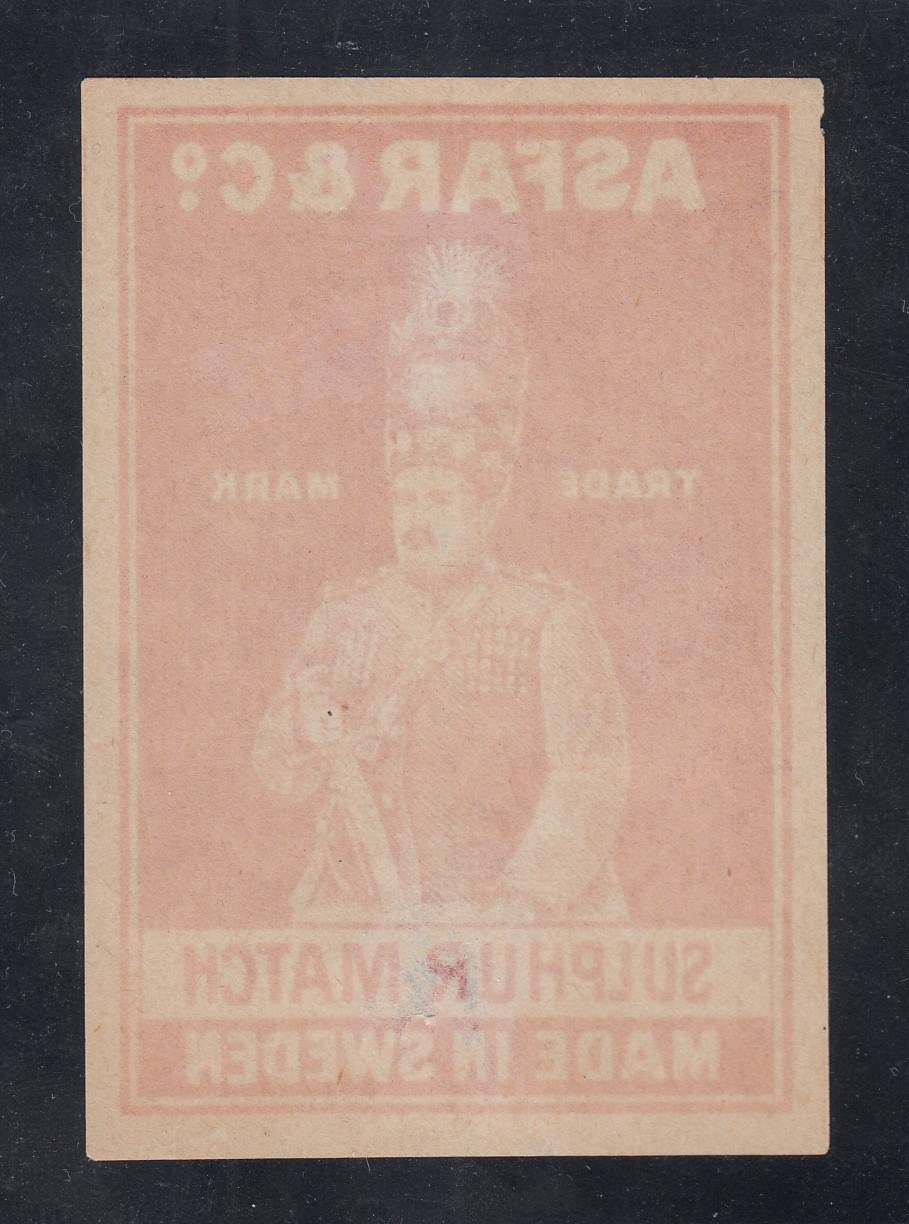 ASFAR & Cº
TRADE MARK
SULPHUR MATCH
MADE IN SWEDEN